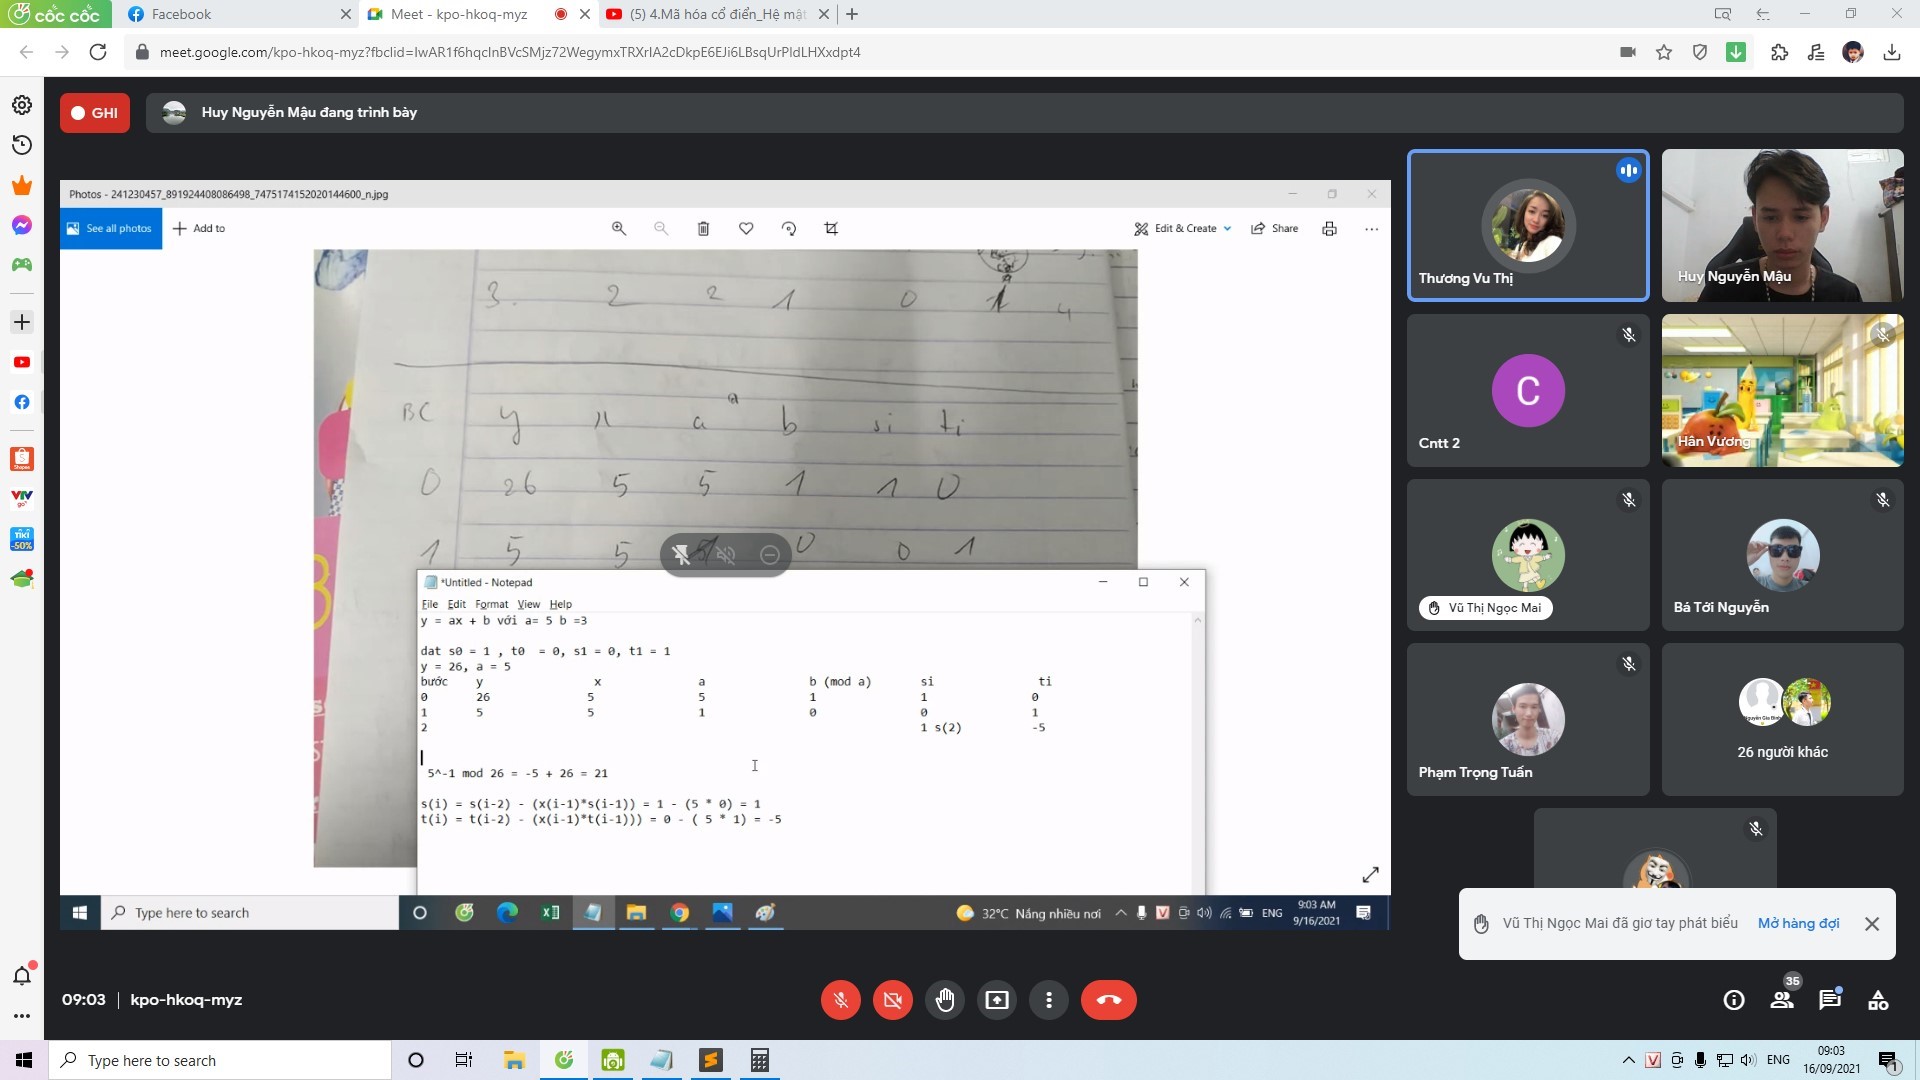 cốc cốc
Facebook
Meet - kpo-hkoq-myz
(5) 4.Mã hóa cổ điển_Hệ mật
meet.google.com/kpo-hkoq-myz?fbclid=IwAR1f6hqcInBVcSMjz72WegymxTRXrIA2cDkpE6EJi6LBsqUrPldLHXxdpt4
GHI
Huy Nguyễn Mậu đang trình bày
Photos - 241230457_891924408086498_7475174152020144600_n.jpg
See all photos
Add to
Edit & Create
Share
3. 2 2 1 0 1 4
BC y x a b si ti
0 26 5 5 1 1 0
1 5 5 0 0 1
*Untitled - Notepad
File Edit Format View Help
y = ax + b với a= 5 b =3
dat s0 = 1 , t0 = 0, s1 = 0, t1 = 1
y = 26, a = 5
bước y x a b (mod a) si ti
0 26 5 5 1 1 0
1 5 5 1 0 0 1
2 1 s(2) -5
5^-1 mod 26 = -5 + 26 = 21
s(i) = s(i-2) - (x(i-1)*s(i-1)) = 1 - (5 * 0) = 1
t(i) = t(i-2) - (x(i-1)*t(i-1))) = 0 - ( 5 * 1) = -5
Type here to search
32°C Nắng nhiều nơi
ENG
9:03 AM
9/16/2021
Thương Vu Thị
Huy Nguyễn Mậu
C
Cntt 2
Hân Vương
Vũ Thị Ngọc Mai
Bá Tới Nguyễn
Phạm Trọng Tuấn
26 người khác
Vũ Thị Ngọc Mai đã giơ tay phát biểu
Mở hàng đợi
09:03
kpo-hkoq-myz
35
Shopee
VTV
go
TIKI
-50%
Type here to search
ENG
09:03
16/09/2021
1